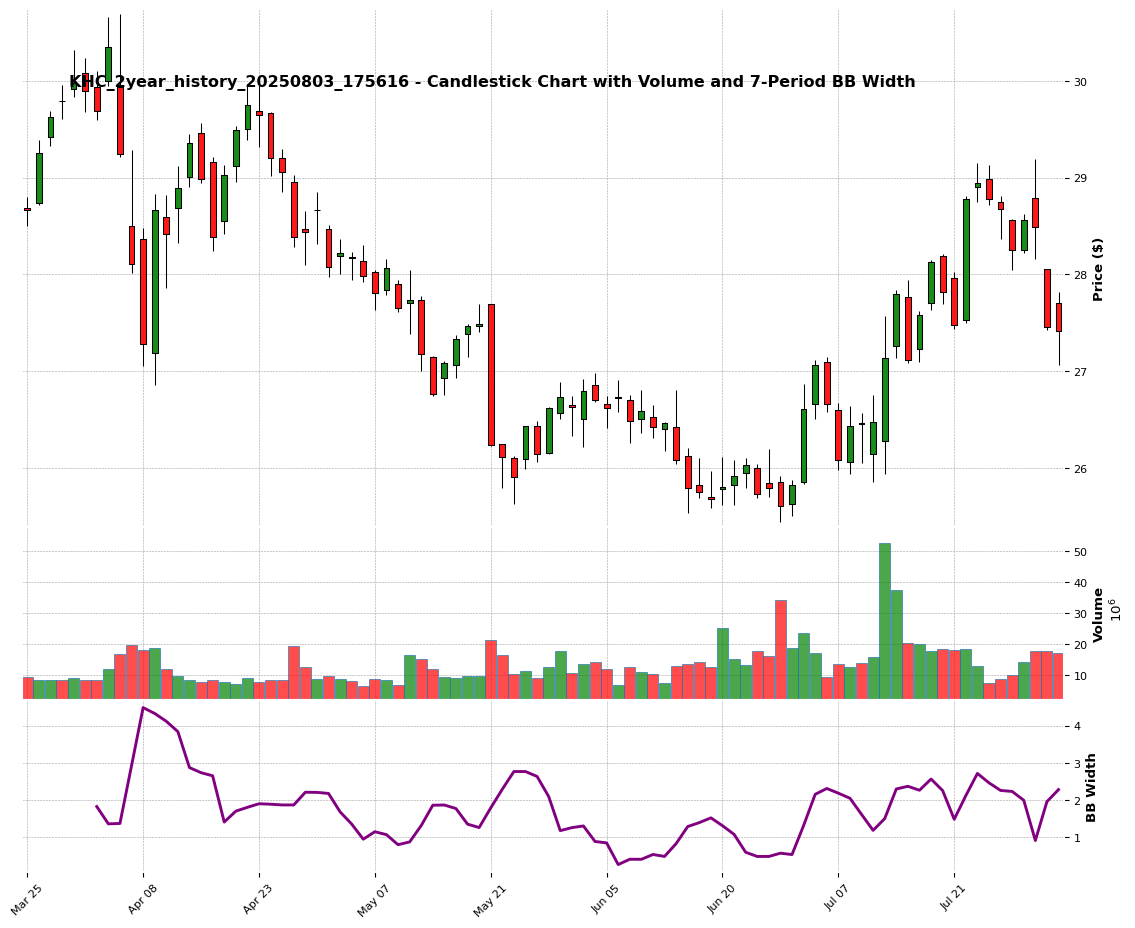 KHC_2year_history_20250803_175616 - Candlestick Chart with Volume and 7-Period BB Width
30
29
28
27
26
Price ($)
50
40
30
20
10
Volume
10^6
4
3
2
1
BB Width
Mar 25
Apr 08
Apr 23
May 07
May 21
Jun 05
Jun 20
Jul 07
Jul 21